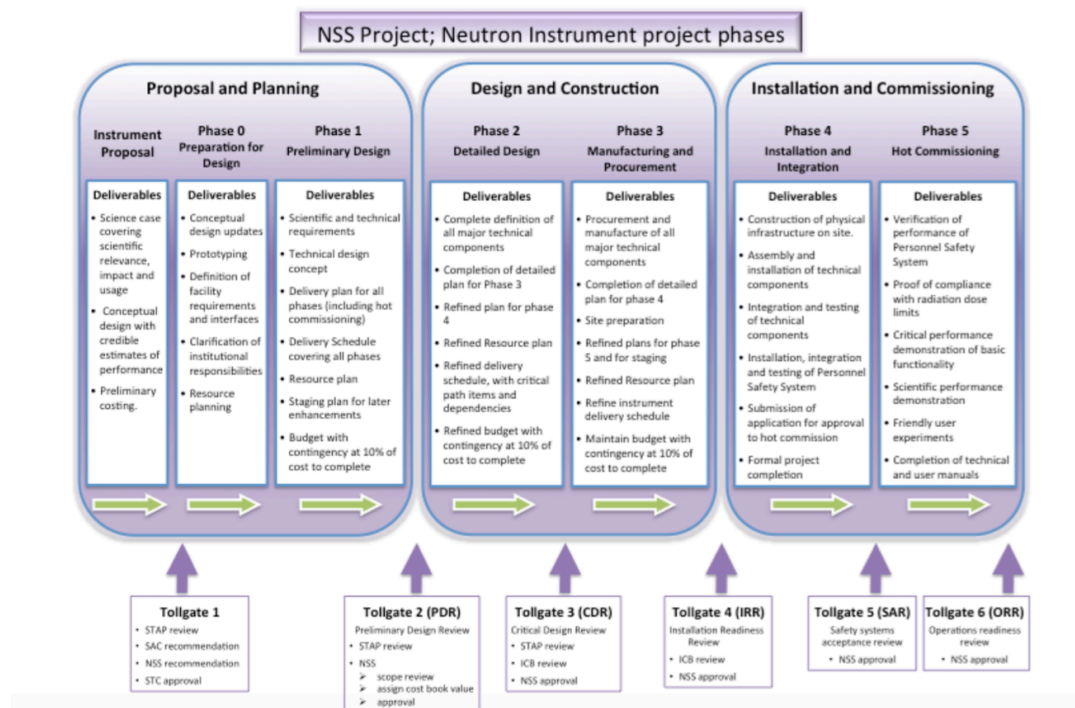 NSS Project; Neutron Instrument project phases
Proposal and Planning
Instrument
Proposal
Deliverables
• Science case
covering
scientific
relevance,
impact and
usage
• Conceptual
design with
credible
estimates of
performance
• Preliminary
costing.
Phase 0
Preparation for
Design
Deliverables
• Conceptual
design updates
• Prototyping
• Definition of
facility
requirements
and interfaces
• Clarification of
institutional
responsibilities
• Resource
planning
Phase 1
Preliminary Design
Deliverables
• Scientific and technical
requirements
• Technical design
concept
• Delivery plan for all
phases (including hot
commissioning)
• Delivery Schedule
covering all phases
• Resource plan
• Staging plan for later
enhancements
• Budget with
contingency at 10% of
cost to complete
Design and Construction
Phase 2
Detailed Design
Deliverables
• Complete definition of
all major technical
components
• Completion of detailed
plan for Phase 3
• Refined plan for phase
4
• Refined Resource plan
• Refined delivery
schedule, with critical
path items and
dependencies
• Refined budget with
contingency at 10% of
cost to complete
Phase 3
Manufacturing and
Procurement
Deliverables
• Procurement and
manufacture of all
major technical
components
• Completion of detailed
plan for phase 4
• Site preparation
• Refined plans for phase
5 and for staging
• Refined Resource plan
• Refine instrument
delivery schedule
• Maintain budget with
contingency at 10% of
cost to complete
Installation and Commissioning
Phase 4
Installation and
Integration
Deliverables
• Construction of physical
infrastructure on site.
• Assembly and
installation of technical
components
• Integration and testing
of technical
components
• Installation, integration
and testing of Personnel
Safety System
• Submission of
application for approval
to hot commission
• Formal project
completion
Phase 5
Hot Commissioning
Deliverables
• Verification of
performance of
Personnel Safety
System
• Proof of compliance
with radiation dose
limits
• Critical performance
demonstration of basic
functionality
• Scientific performance
demonstration
• Friendly user
experiments
• Completion of technical
and user manuals
Tollgate 1
• STAP review
• SAC recommendation
• NSS recommendation
• STC approval
Tollgate 2 (PDR)
Preliminary Design Review
• STAP review
• NSS
➢ scope review
➢ assign cost book value
➢ approval
Tollgate 3 (CDR)
Critical Design Review
• STAP review
• ICB review
• NSS approval
Tollgate 4 (IRR)
Installation Readiness
Review
• ICB review
• NSS approval
Tollgate 5 (SAR)
Safety systems
acceptance review
• NSS approval
Tollgate 6 (ORR)
Operations readiness
review
• NSS approval